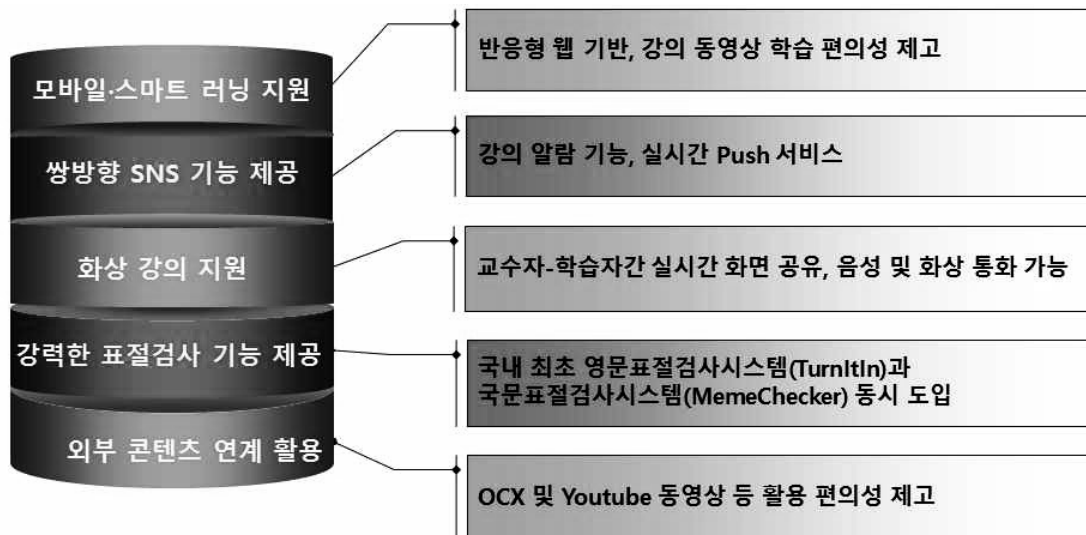 모바일·스마트 러닝 지원
반응형 웹 기반, 강의 동영상 학습 편의성 제고
쌍방향 SNS 기능 제공
강의 알람 기능, 실시간 Push 서비스
화상 강의 지원
교수자-학습자간 실시간 화면 공유, 음성 및 화상 통화 가능
강력한 표절검사 기능 제공
국내 최초 영문표절검사시스템(TurnItIn)과
국문표절검사시스템(MemeChecker) 동시 도입
외부 콘텐츠 연계 활용
OCX 및 Youtube 동영상 등 활용 편의성 제고